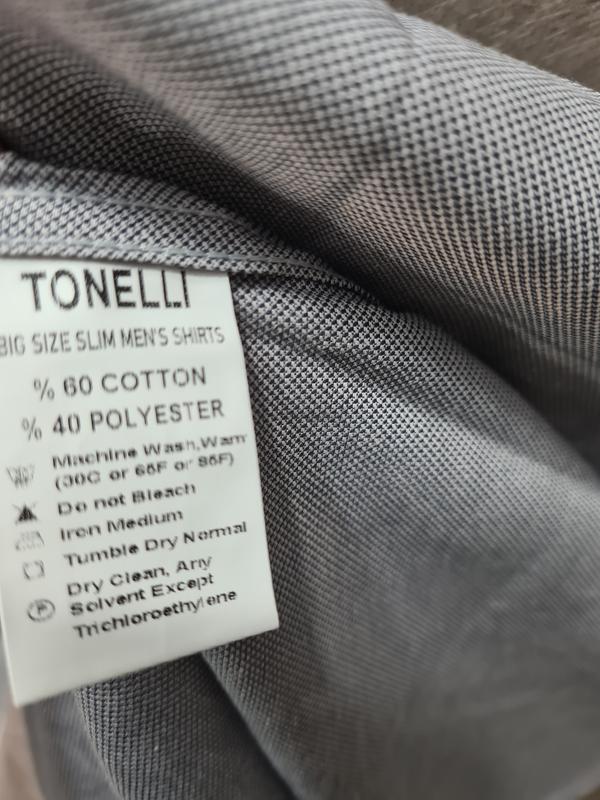 TONELLI
BIG SIZE SLIM MEN'S SHIRTS
% 60 COTTON
% 40 POLYESTER
Machine Wash,Warm
(30C or 65F or 85F)
Do not Bleach
Iron Medium
Tumble Dry Normal
Dry Clean, Any
Solvent Except
Trichloroethylene
P